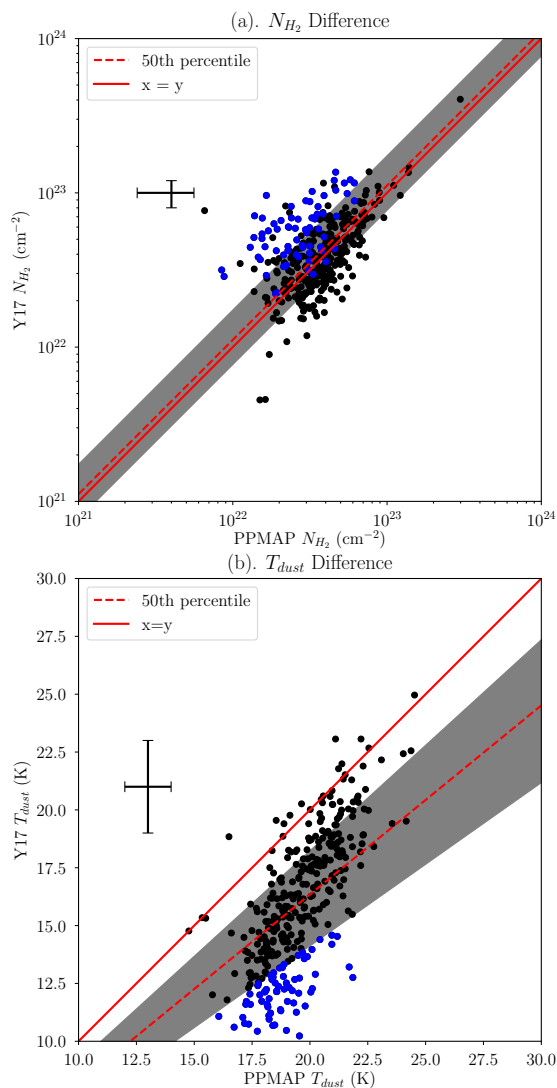 (a). N_{H_2} Difference
10^{24}
50th percentile
x = y
10^{23}
Y17 N_{H_2} (cm^{-2})
10^{22}
10^{21}
10^{21} 10^{22} 10^{23} 10^{24}
PPMAP N_{H_2} (cm^{-2})
(b). T_{dust} Difference
30.0
50th percentile
x=y
27.5
25.0
22.5
Y17 T_{dust} (K)
20.0
17.5
15.0
12.5
10.0
10.0 12.5 15.0 17.5 20.0 22.5 25.0 27.5 30.0
PPMAP T_{dust} (K)